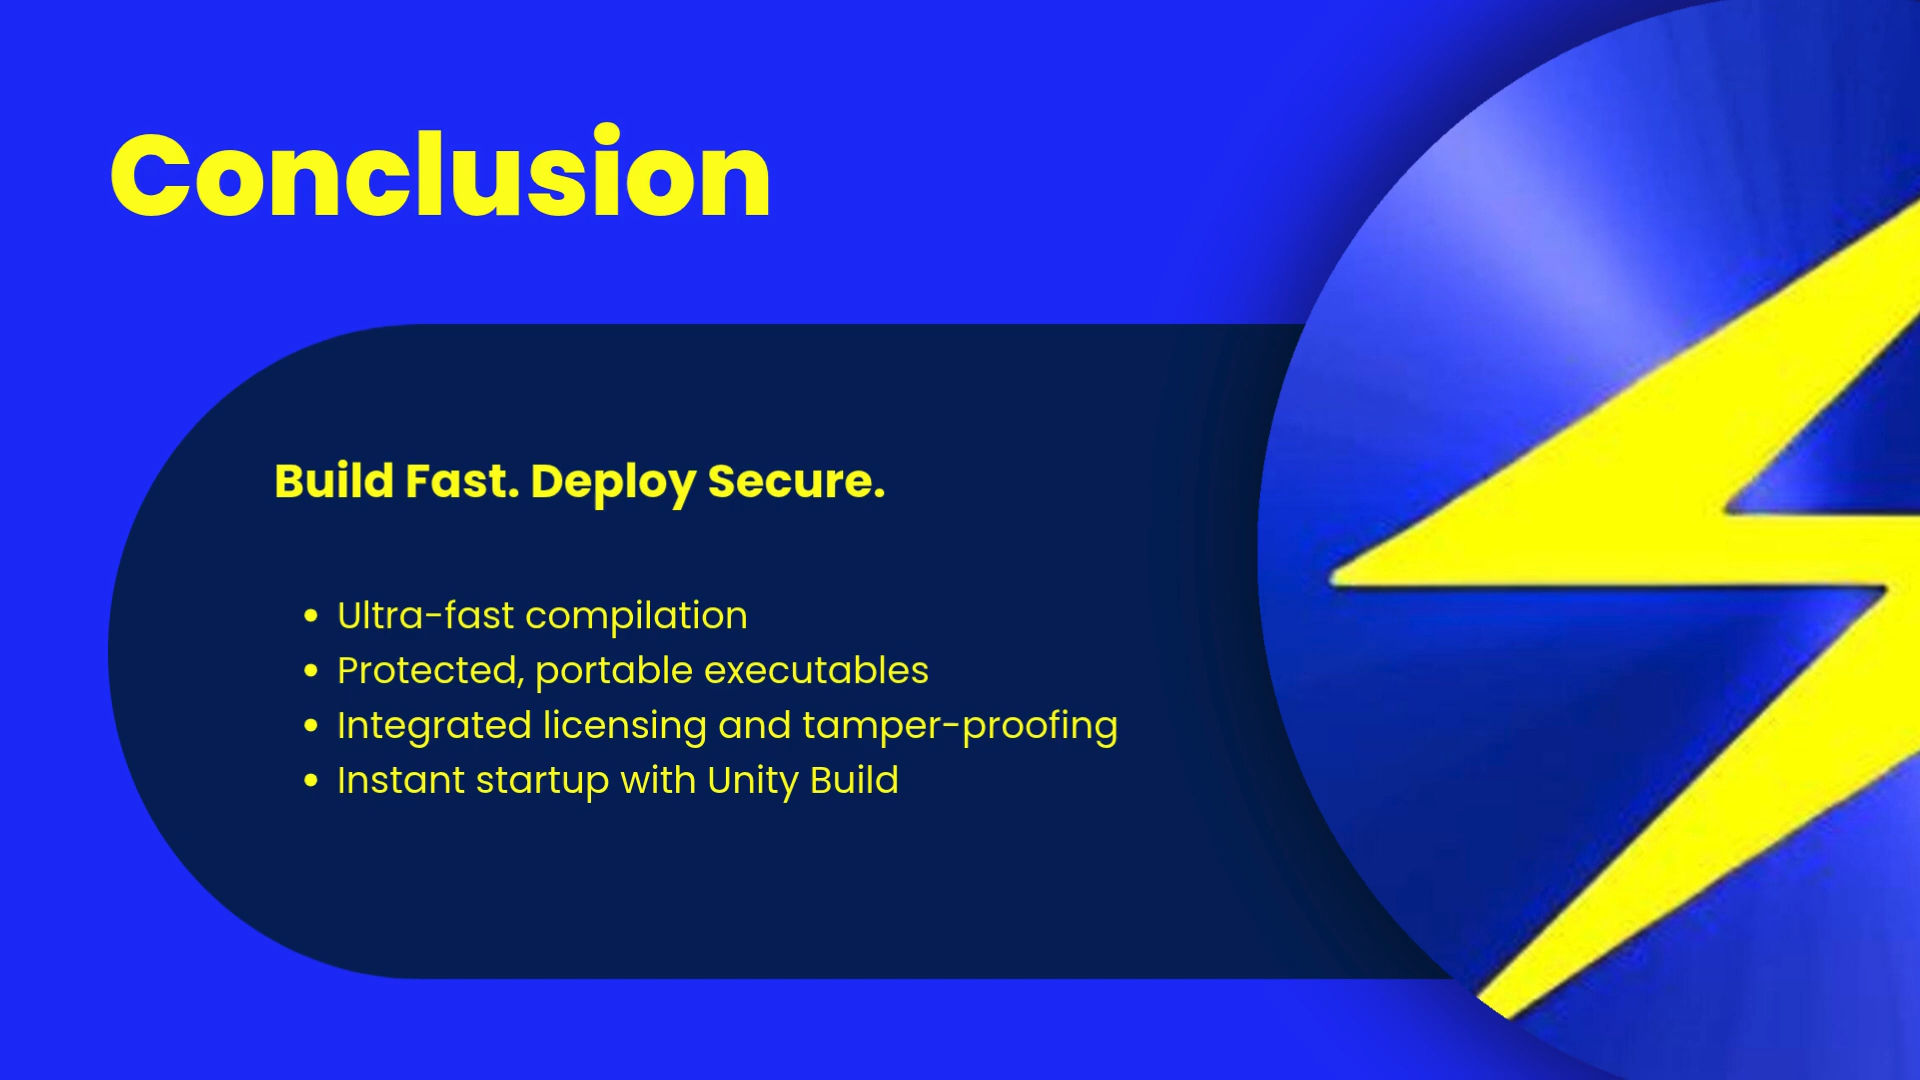 Conclusion
Build Fast. Deploy Secure.
• Ultra-fast compilation
• Protected, portable executables
• Integrated licensing and tamper-proofing
• Instant startup with Unity Build